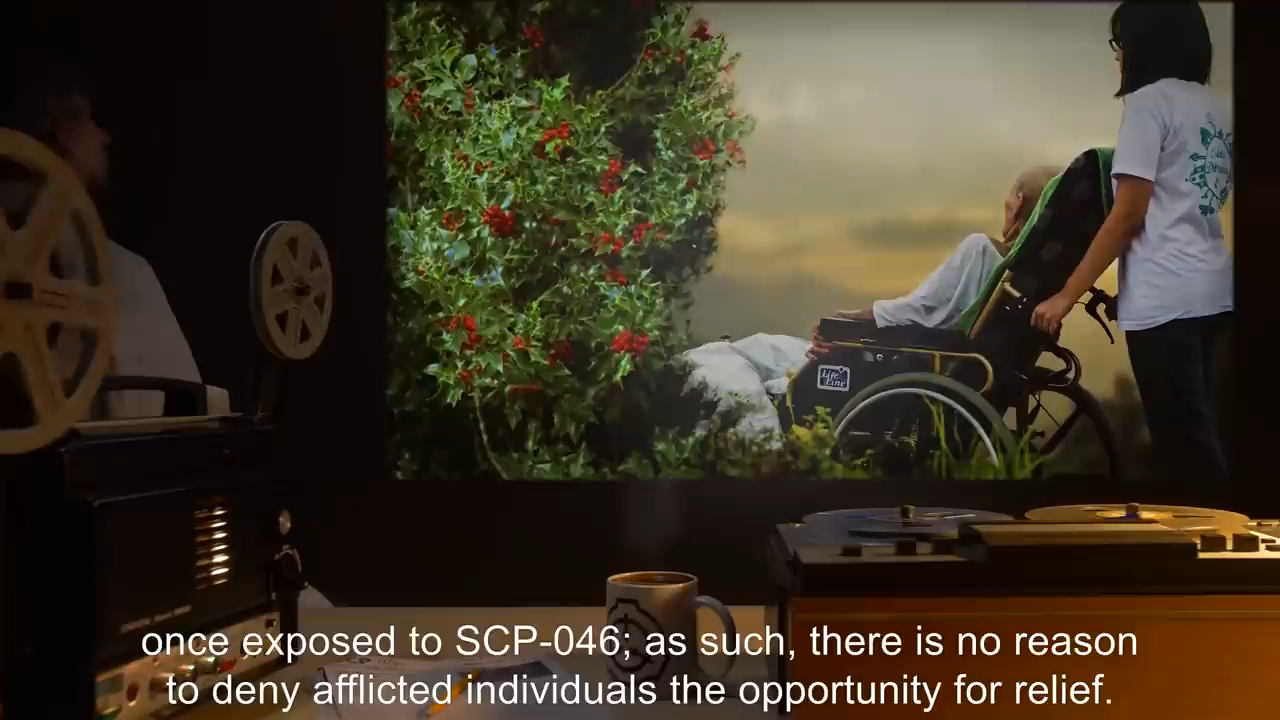 Life
Line
once exposed to SCP-046; as such, there is no reason
to deny afflicted individuals the opportunity for relief.